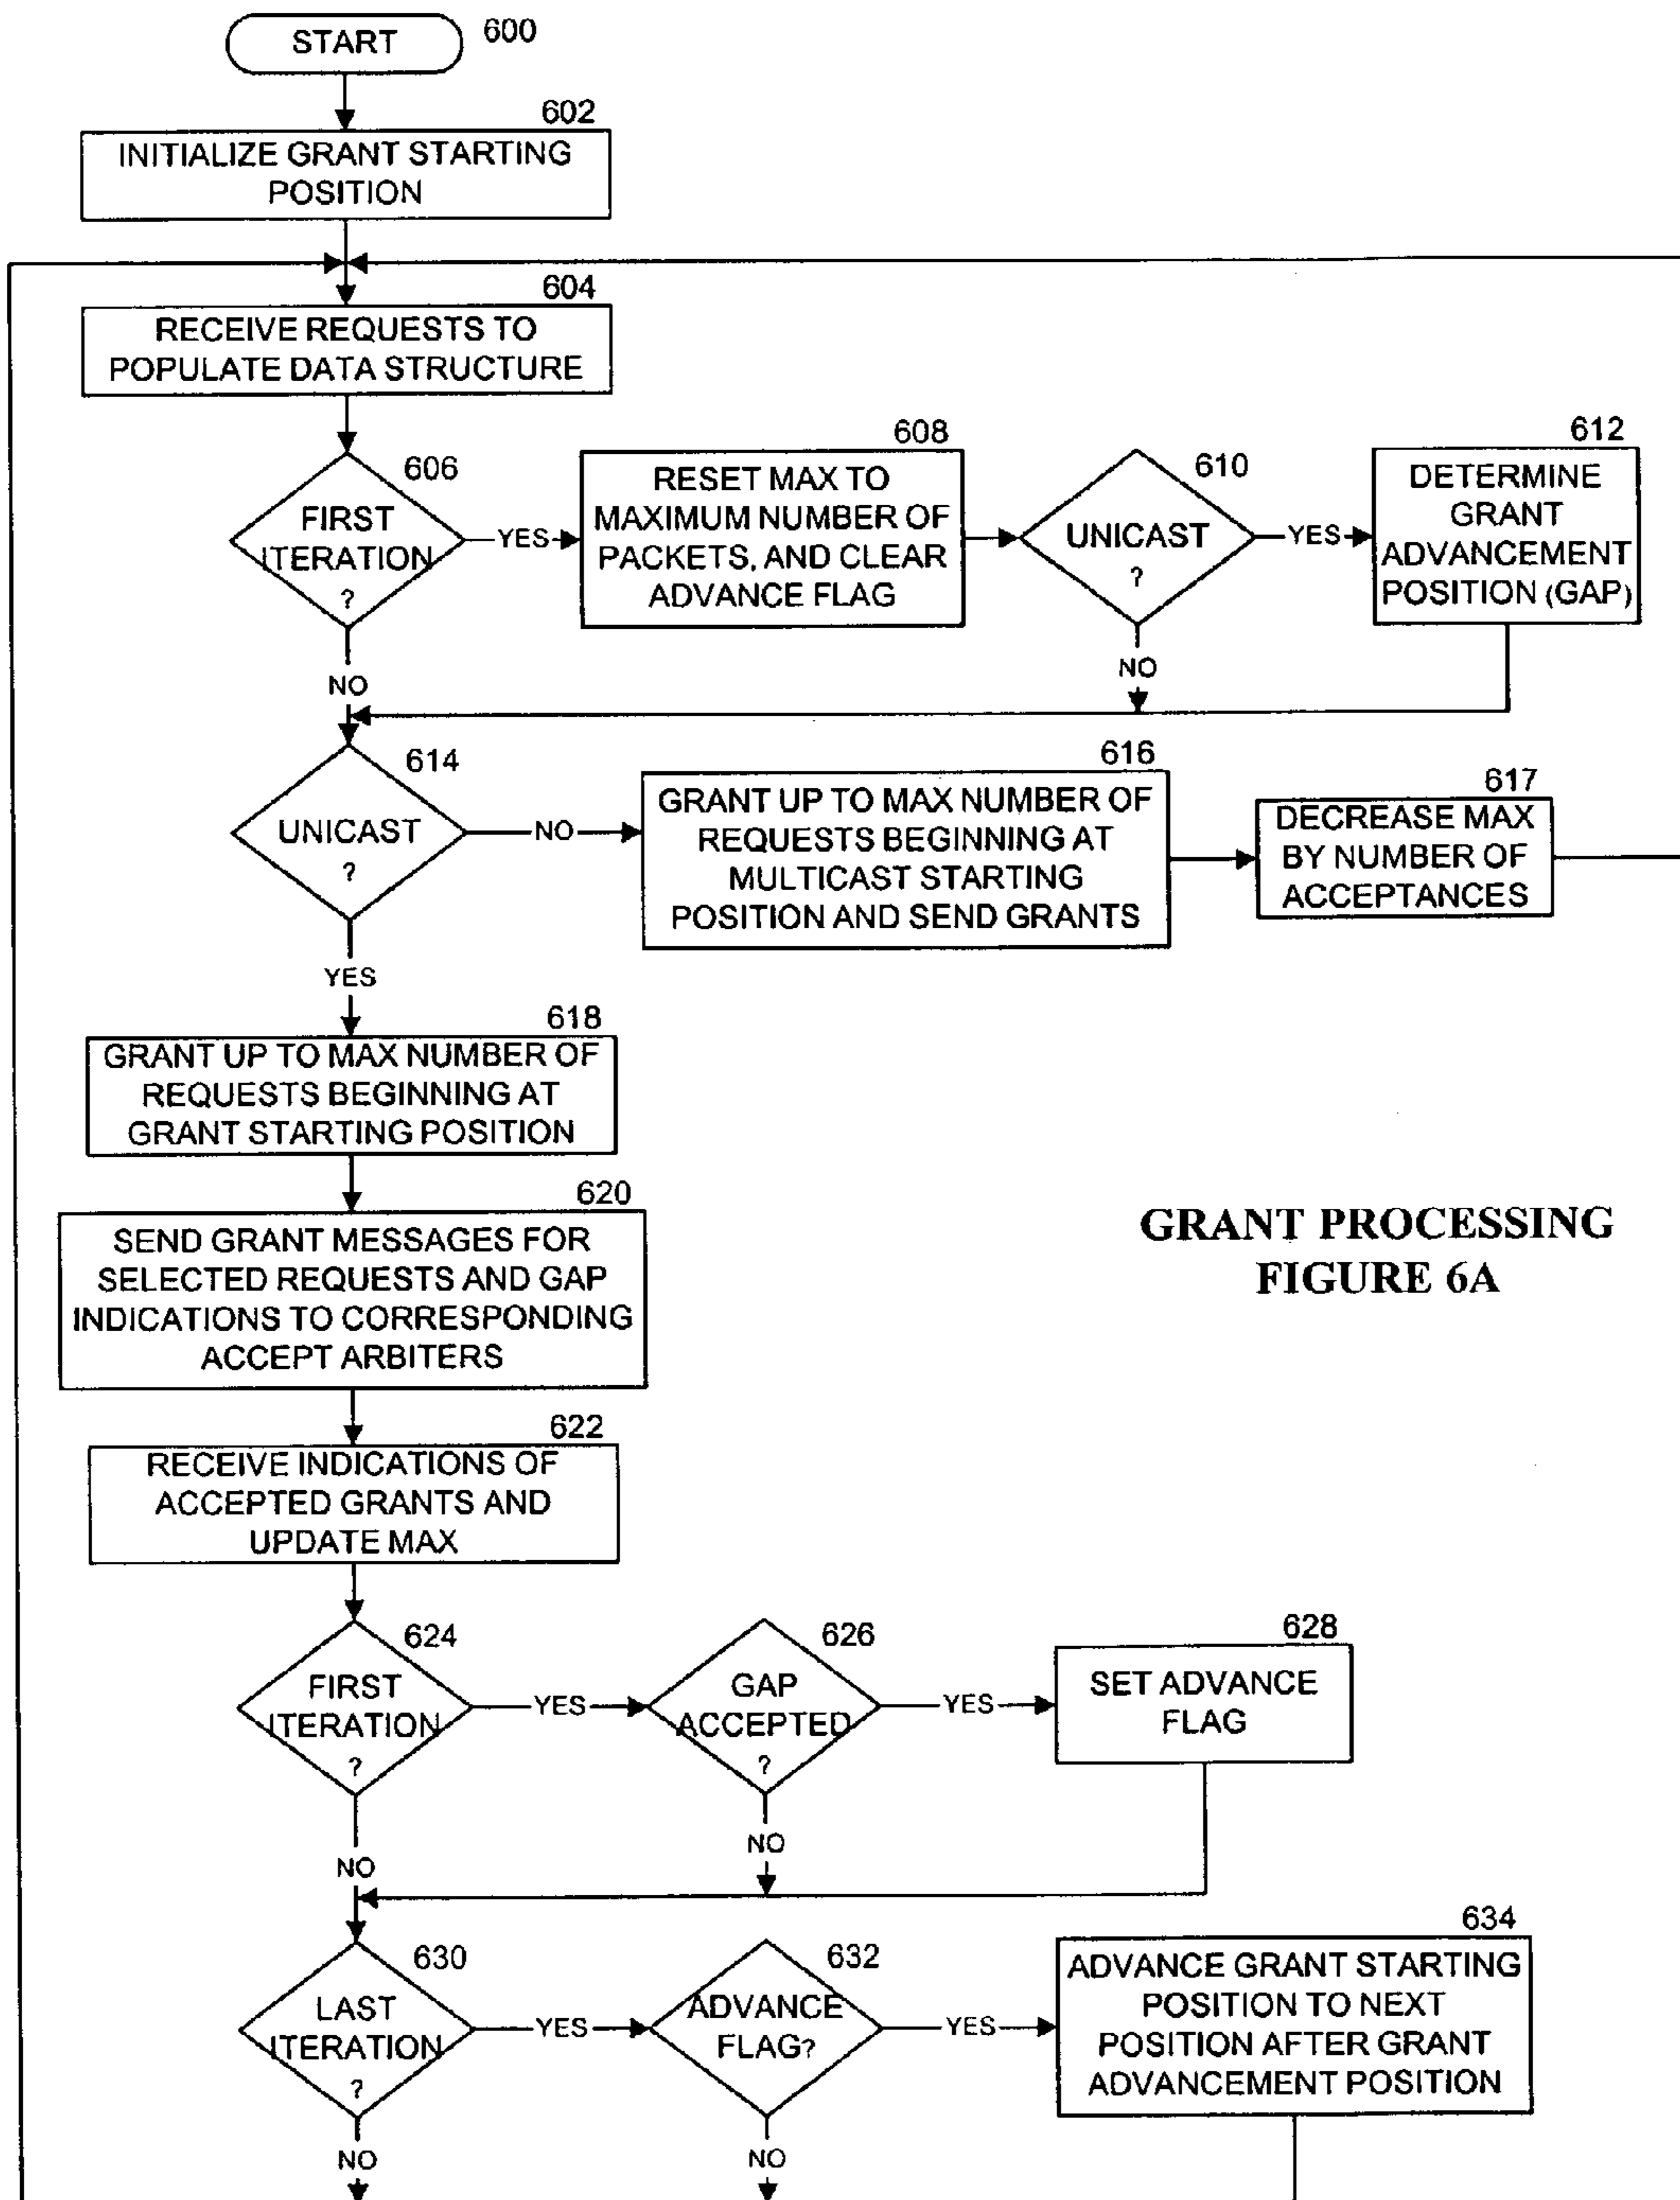 START
600
602
INITIALIZE GRANT STARTING
POSITION
604
RECEIVE REQUESTS TO
POPULATE DATA STRUCTURE
606
FIRST
ITERATION
?
YES
NO
608
RESET MAX TO
MAXIMUM NUMBER OF
PACKETS, AND CLEAR
ADVANCE FLAG
610
UNICAST
?
YES
NO
612
DETERMINE
GRANT
ADVANCEMENT
POSITION (GAP)
614
UNICAST
?
NO
YES
616
GRANT UP TO MAX NUMBER OF
REQUESTS BEGINNING AT
MULTICAST STARTING
POSITION AND SEND GRANTS
617
DECREASE MAX
BY NUMBER OF
ACCEPTANCES
618
GRANT UP TO MAX NUMBER OF
REQUESTS BEGINNING AT
GRANT STARTING POSITION
620
SEND GRANT MESSAGES FOR
SELECTED REQUESTS AND GAP
INDICATIONS TO CORRESPONDING
ACCEPT ARBITERS
GRANT PROCESSING
FIGURE 6A
622
RECEIVE INDICATIONS OF
ACCEPTED GRANTS AND
UPDATE MAX
624
FIRST
ITERATION
?
YES
NO
626
GAP
ACCEPTED
?
YES
NO
628
SET ADVANCE
FLAG
630
LAST
ITERATION
?
YES
NO
632
ADVANCE
FLAG?
YES
NO
634
ADVANCE GRANT STARTING
POSITION TO NEXT
POSITION AFTER GRANT
ADVANCEMENT POSITION